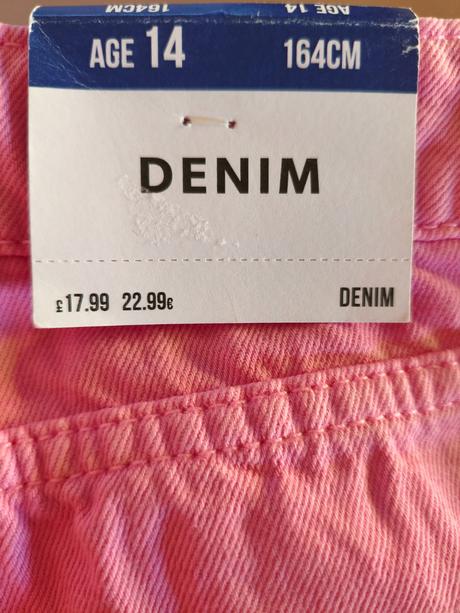 164CM AGE 14
AGE 14 164CM
DENIM
£17.99 22.99€ DENIM